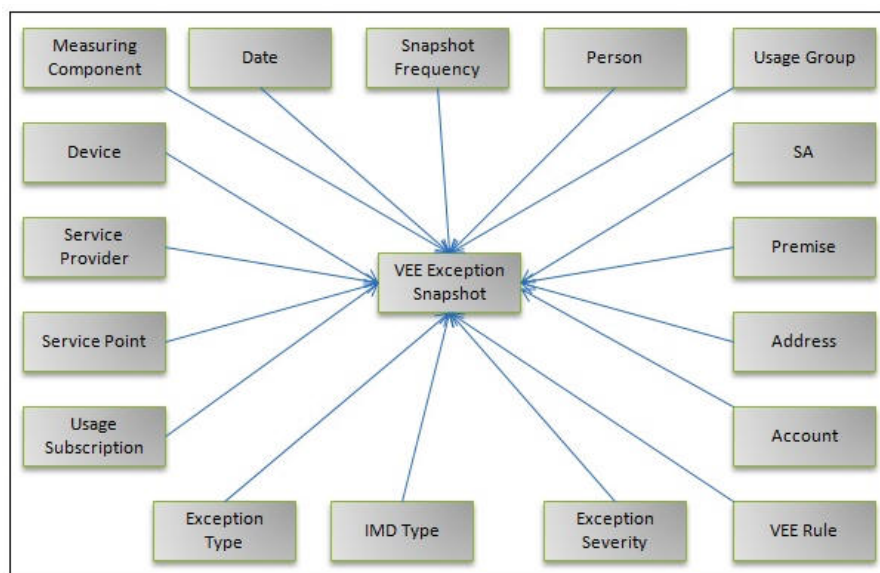 Measuring
Component
Date
Snapshot
Frequency
Person
Usage Group
Device
SA
Service
Provider
VEE Exception
Snapshot
Premise
Service Point
Address
Usage
Subscription
Account
Exception
Type
IMD Type
Exception
Severity
VEE Rule